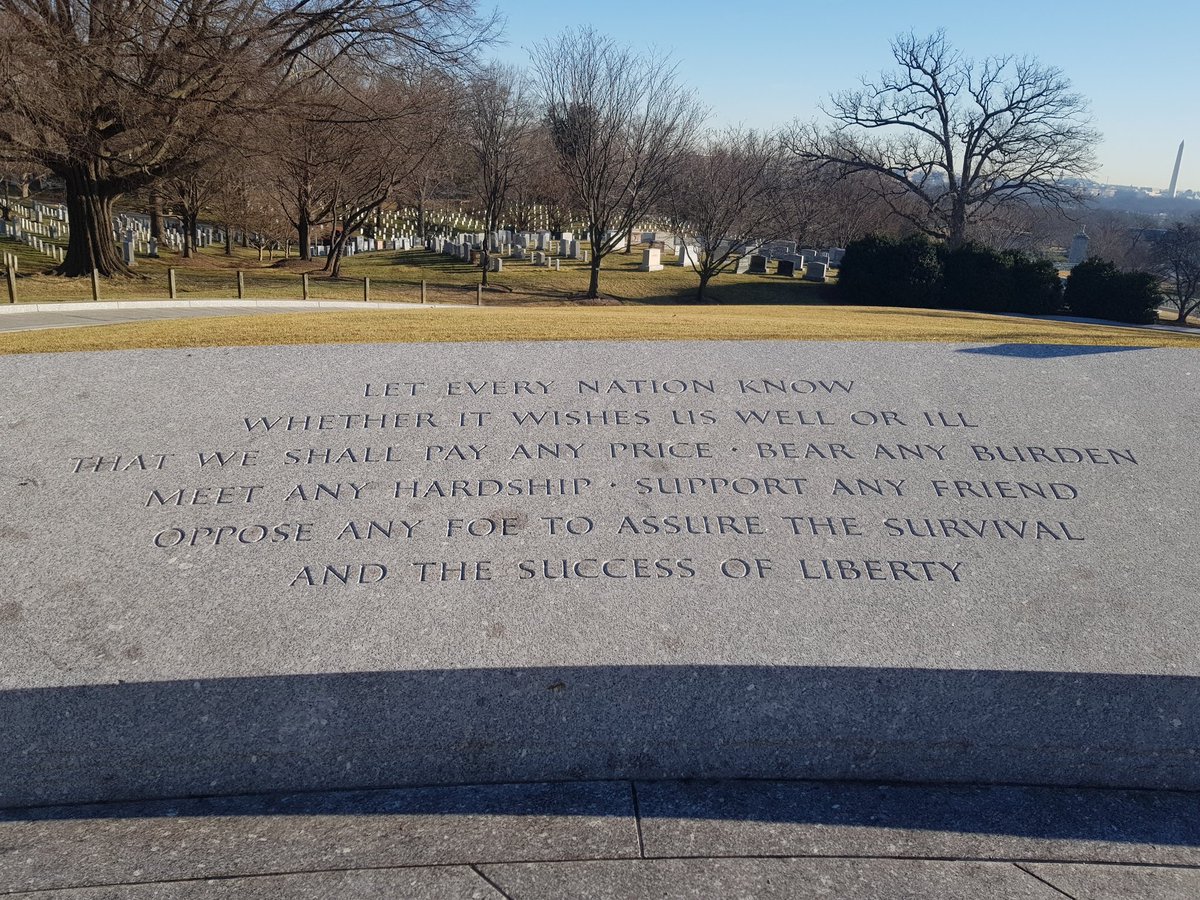 LET EVERY NATION KNOW
WHETHER IT WISHES US WELL OR ILL
THAT WE SHALL PAY ANY PRICE · BEAR ANY BURDEN
MEET ANY HARDSHIP · SUPPORT ANY FRIEND
OPPOSE ANY FOE TO ASSURE THE SURVIVAL
AND THE SUCCESS OF LIBERTY